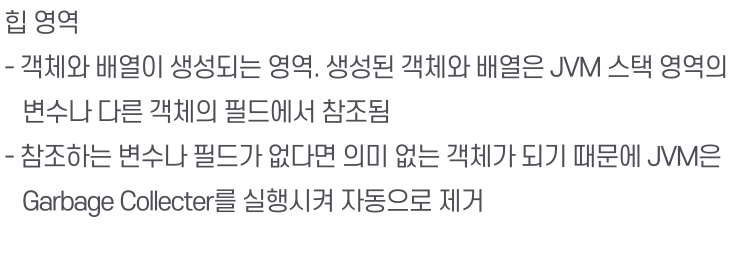 힙 영역
- 객체와 배열이 생성되는 영역. 생성된 객체와 배열은 JVM 스택 영역의
변수나 다른 객체의 필드에서 참조됨
- 참조하는 변수나 필드가 없다면 의미 없는 객체가 되기 때문에 JVM은
Garbage Collecter를 실행시켜 자동으로 제거